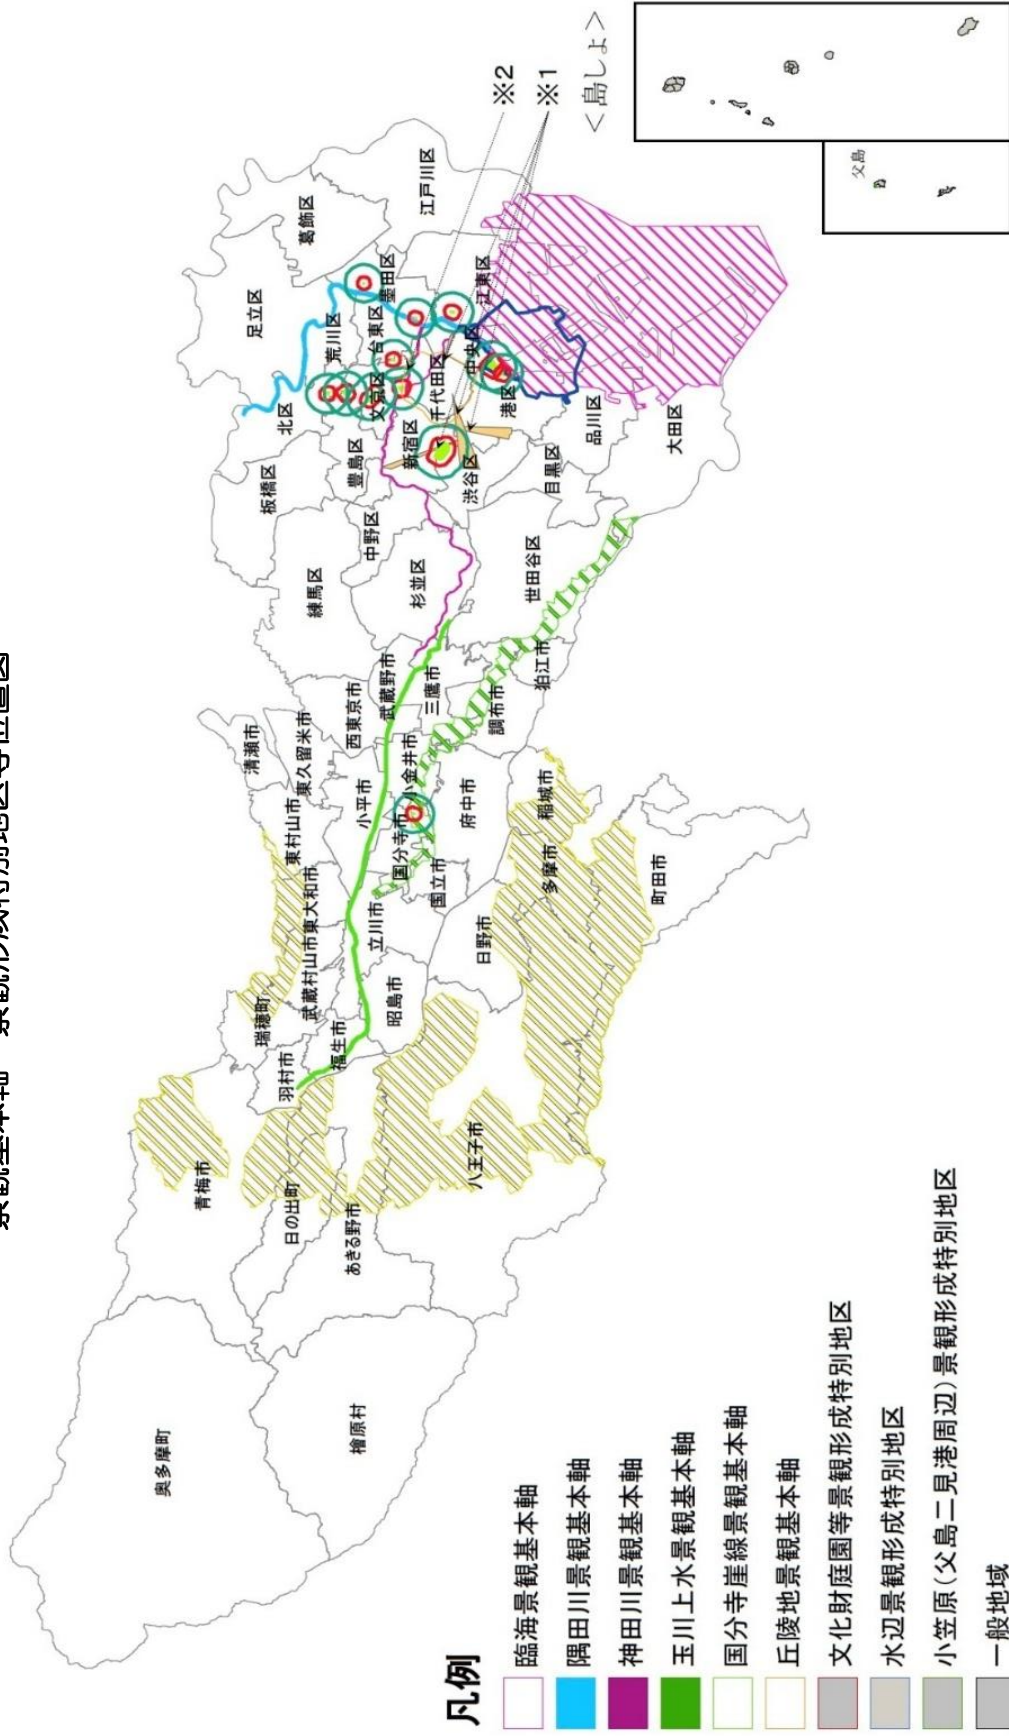 景観基本軸 景観形成特別地区等位置図
※2
※1
<島しょ>
父島
江戸川区
葛飾区
足立区
墨田区
江東区
荒川区
台東区
中央区
文京区
千代田区
北区
港区
品川区
大田区
新宿区
豊島区
渋谷区
目黒区
板橋区
中野区
練馬区
杉並区
世田谷区
狛江市
武蔵野市
三鷹市
調布市
西東京市
清瀬市
東久留米市
小金井市
小平市
府中市
稲城市
東村山市
国分寺市
国立市
多摩市
町田市
東大和市
立川市
日野市
武蔵村山市
昭島市
瑞穂町
福生市
羽村市
八王子市
青梅市
日の出町
あきる野市
奥多摩町
檜原村
凡例
臨海景観基本軸
隅田川景観基本軸
神田川景観基本軸
玉川上水景観基本軸
国分寺崖線景観基本軸
丘陵地景観基本軸
文化財庭園等景観形成特別地区
水辺景観形成特別地区
小笠原(父島二見港周辺)景観形成特別地区
一般地域